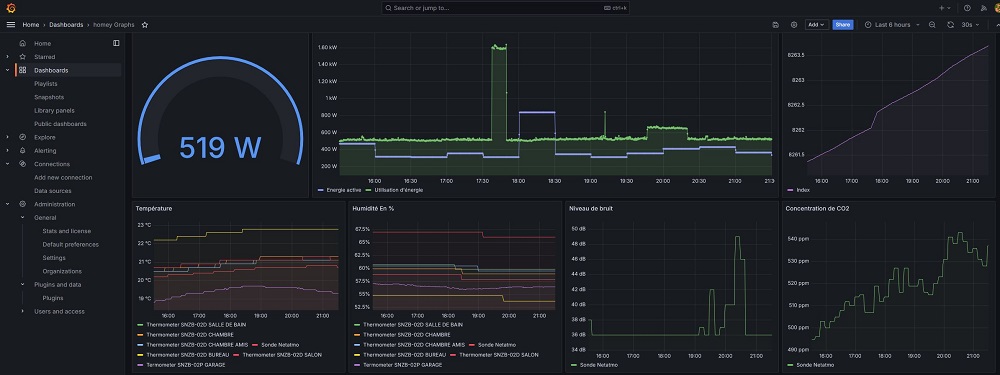 Search or jump to...
ctrl+k
Home > Dashboards > homey Graphs
Add
Share
Last 6 hours
30s
Home
Starred
Dashboards
Playlists
Snapshots
Library panels
Public dashboards
Explore
Alerting
Connections
Add new connection
Data sources
Administration
General
Stats and license
Default preferences
Settings
Organizations
Plugins and data
Plugins
Users and access
519 W
1.60 kW
1.40 kW
1.20 kW
1 kW
800 W
600 W
400 W
200 W
16:00 16:30 17:00 17:30 18:00 18:30 19:00 19:30 20:00 20:30 21:00 21:3
Energie active Utilisation d'énergie
8263.5
8263
8262.5
8262
8261.5
16:00 17:00 18:00 19:00 20:00 21:00
Index
Température
23 °C
22 °C
21 °C
20 °C
19 °C
16:00 17:00 18:00 19:00 20:00 21:00
Thermometer SNZB-02D SALLE DE BAIN
Thermometer SNZB-02D CHAMBRE
Thermometer SNZB-02D CHAMBRE AMIS Sonde Netatmo
Thermometer SNZB-02D BUREAU Thermometer SNZB-02D SALON
Termometer SNZB-02P GARAGE
Humidité En %
67.5%
65%
62.5%
60%
57.5%
55%
52.5%
16:00 17:00 18:00 19:00 20:00 21:00
Thermometer SNZB-02D SALLE DE BAIN
Thermometer SNZB-02D CHAMBRE
Thermometer SNZB-02D CHAMBRE AMIS Sonde Netatmo
Thermometer SNZB-02D BUREAU Thermometer SNZB-02D SALON
Termometer SNZB-02P GARAGE
Niveau de bruit
50 dB
48 dB
46 dB
44 dB
42 dB
40 dB
38 dB
36 dB
34 dB
16:00 17:00 18:00 19:00 20:00 21:00
Sonde Netatmo
Concentration de CO2
540 ppm
530 ppm
520 ppm
510 ppm
500 ppm
490 ppm
16:00 17:00 18:00 19:00 20:00 21:00
Sonde Netatmo